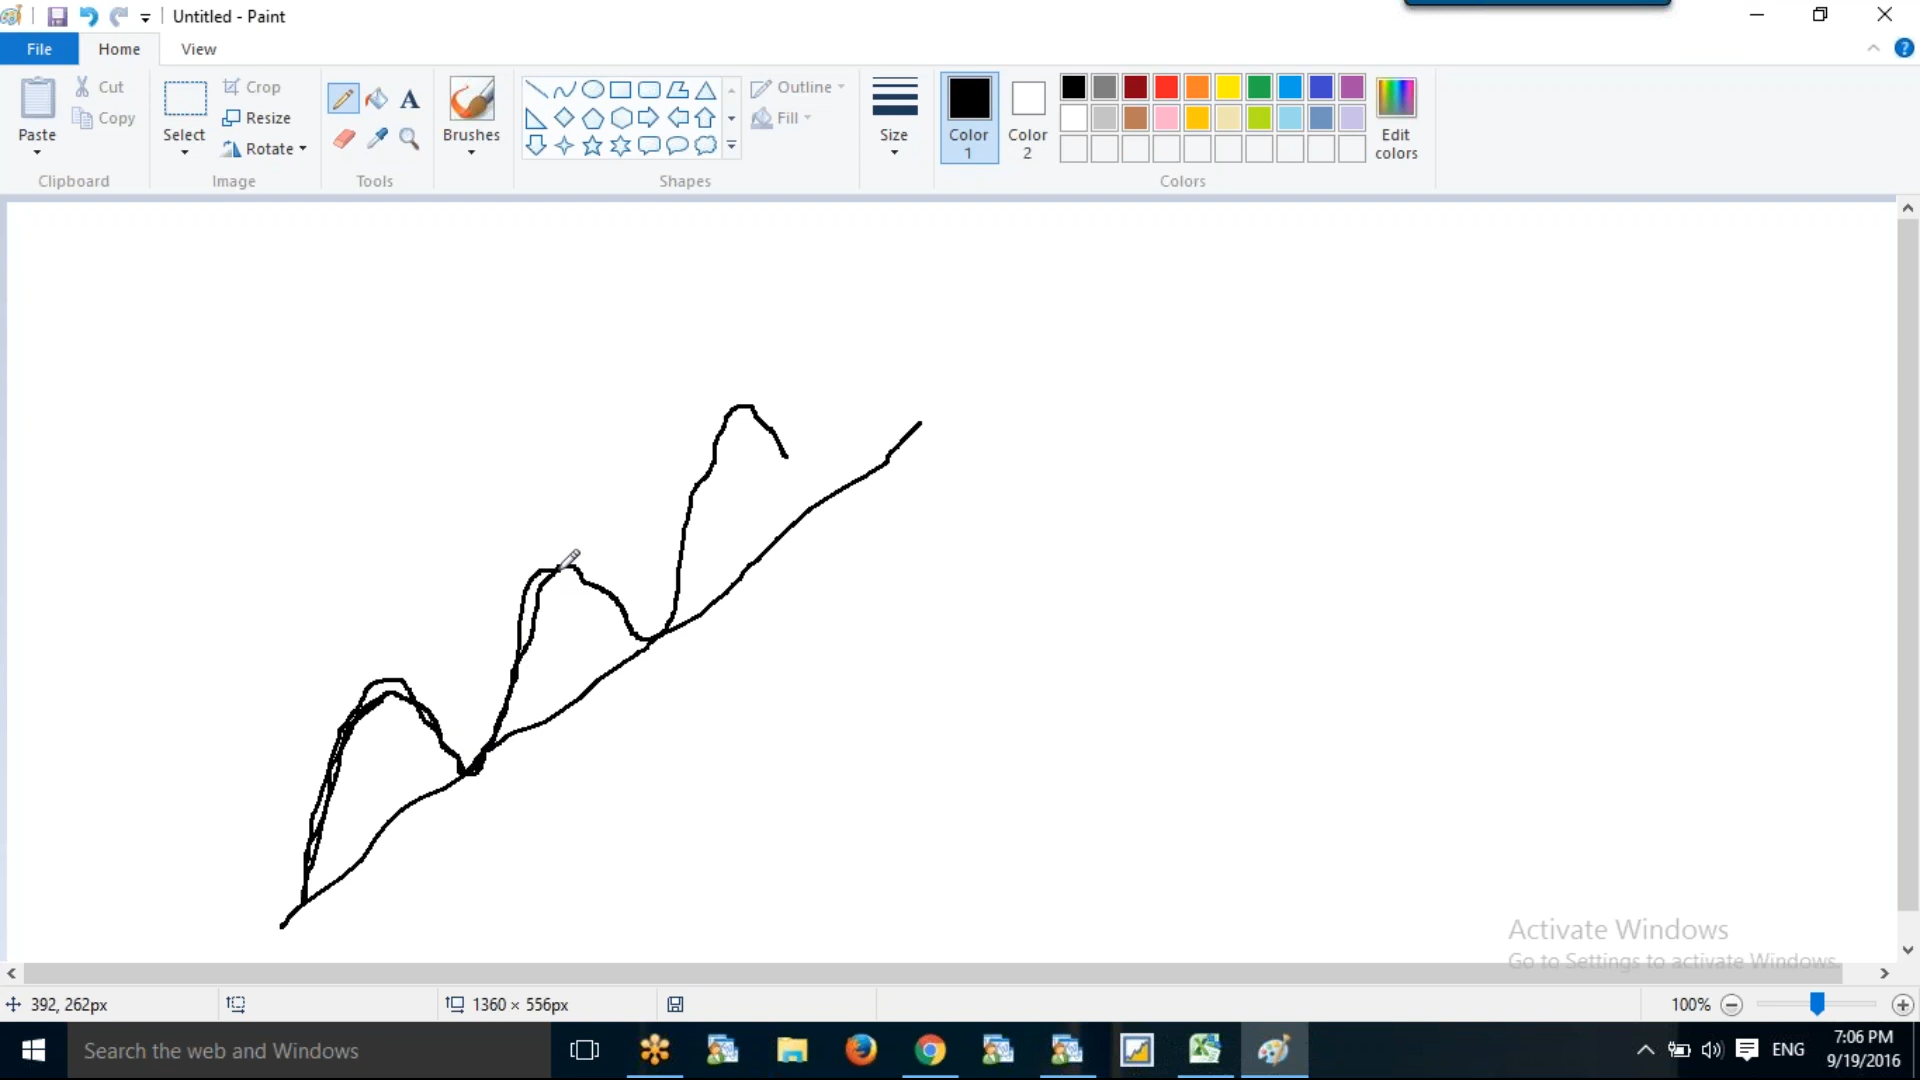 Untitled - Paint
File Home View
Paste
Cut
Copy
Clipboard
Select
Crop
Resize
Rotate
Image
A
Tools
Brushes
Shapes
Outline
Fill
Size
Color 1
Color 2
Edit colors
Colors
Activate Windows
Go to Settings to activate Windows.
392, 262px
1360 × 556px
100%
Search the web and Windows
ENG
7:06 PM
9/19/2016